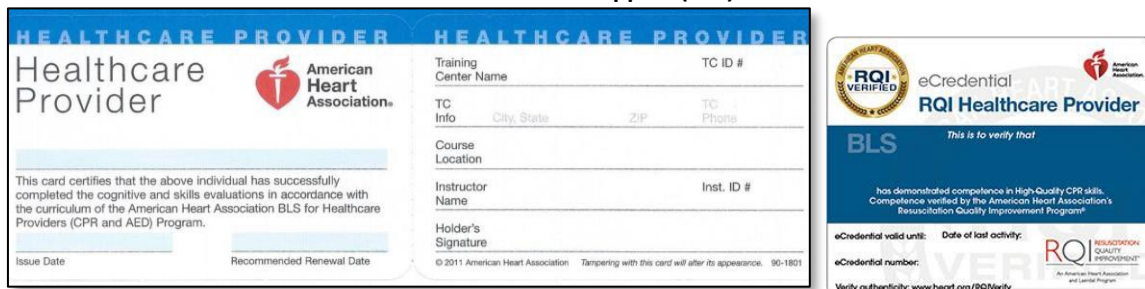 HEALTHCARE PROVIDER
Healthcare
Provider
American
Heart
Association®
This card certifies that the above individual has successfully
completed the cognitive and skills evaluations in accordance with
the curriculum of the American Heart Association BLS for Healthcare
Providers (CPR and AED) Program.
Issue Date
Recommended Renewal Date
HEALTHCARE PROVIDER
Training
Center Name
TC ID #
TC
Info
City, State
ZIP
TC
Phone
Course
Location
Instructor
Name
Inst. ID #
Holder's
Signature
© 2011 American Heart Association Tampering with this card will alter its appearance. 90-1801
RQI
VERIFIED
eCredential
American
Heart
Association.
RQI Healthcare Provider
BLS
This is to verify that
has demonstrated competence in High-Quality CPR skills.
Competence verified by the American Heart Association's
Resuscitation Quality Improvement Program®
eCredential valid until:
Date of last activity:
eCredential number:
RQI
RESUSCITATION
QUALITY
IMPROVEMENT
An American Heart Association
and Laerdal Program
Verify authenticity: www.heart.org/RQIVerify